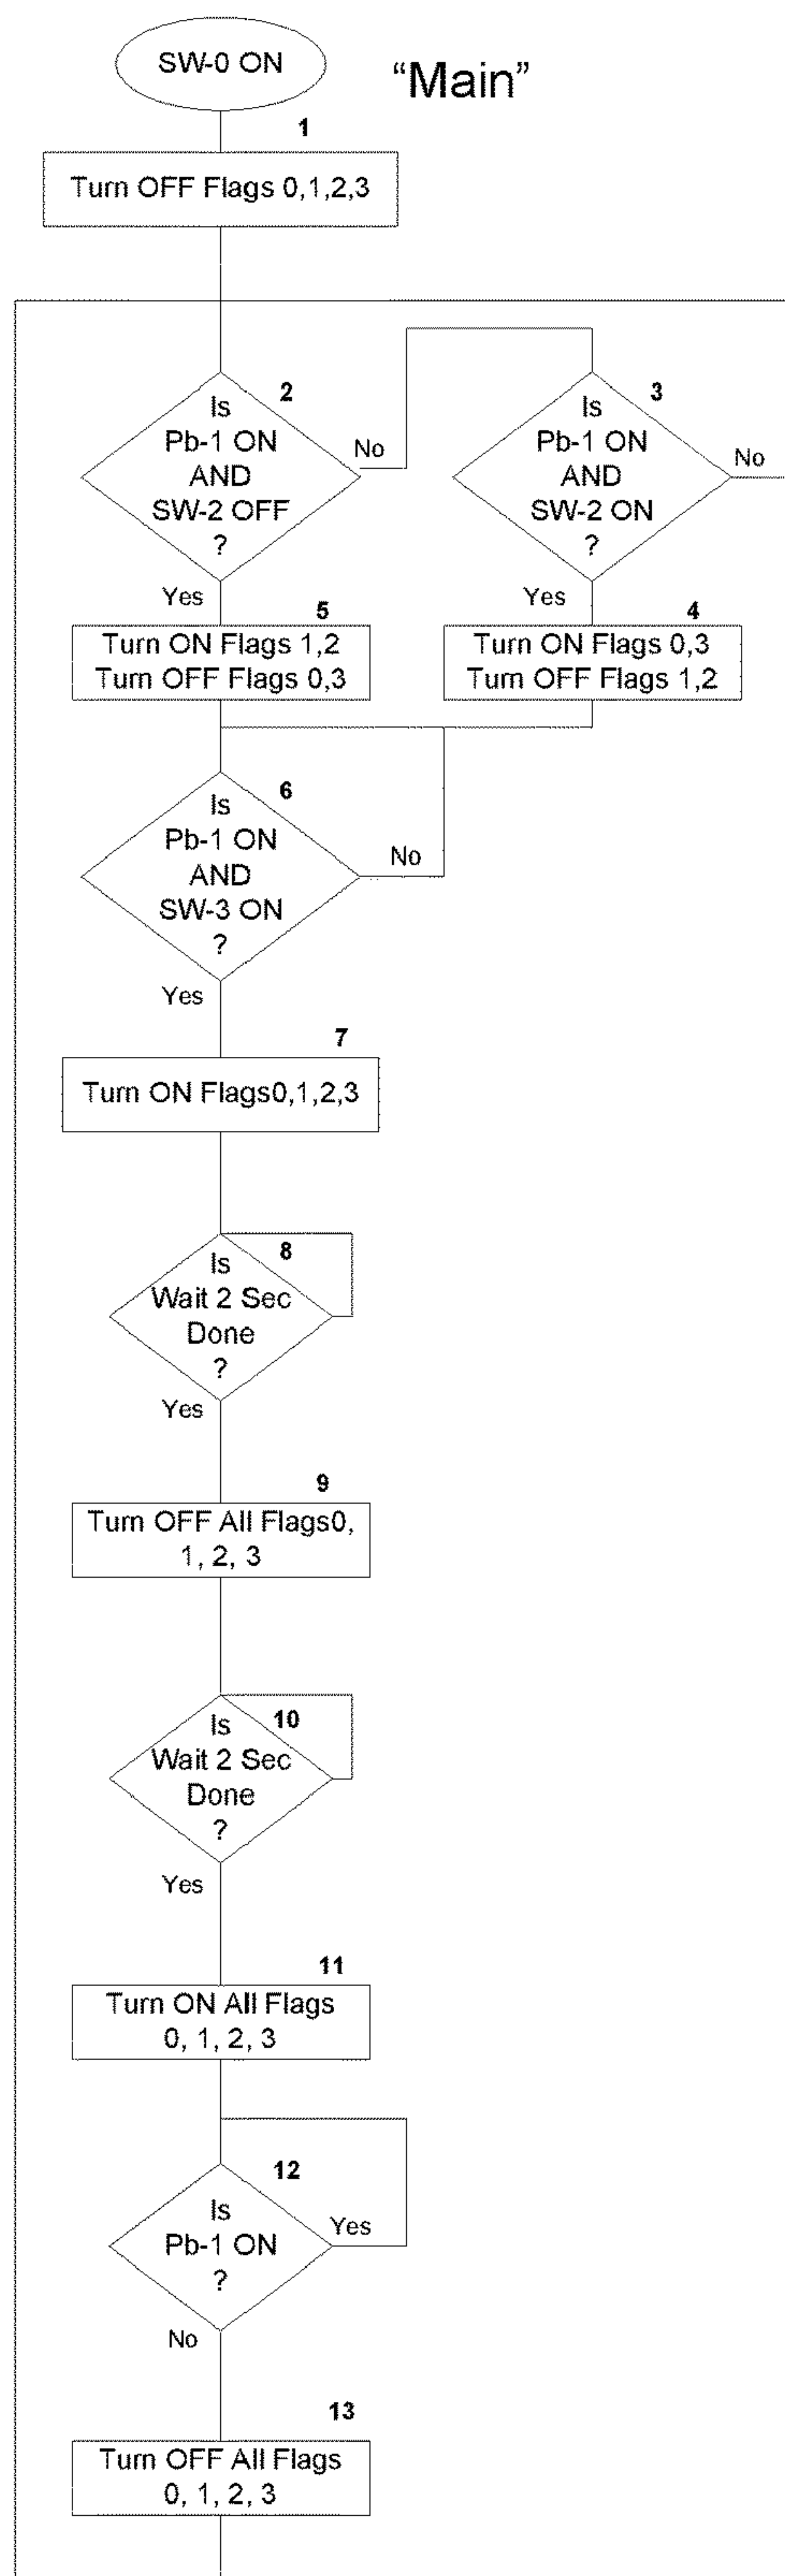 SW-0 ON
“Main”
1
Turn OFF Flags 0,1,2,3
2
Is
Pb-1 ON
AND
SW-2 OFF
?
No
Yes
3
Is
Pb-1 ON
AND
SW-2 ON
?
No
Yes
5
Turn ON Flags 1,2
Turn OFF Flags 0,3
4
Turn ON Flags 0,3
Turn OFF Flags 1,2
6
Is
Pb-1 ON
AND
SW-3 ON
?
No
Yes
7
Turn ON Flags0,1,2,3
8
Is
Wait 2 Sec
Done
?
Yes
9
Turn OFF All Flags0,
1, 2, 3
10
Is
Wait 2 Sec
Done
?
Yes
11
Turn ON All Flags
0, 1, 2, 3
12
Is
Pb-1 ON
?
Yes
No
13
Turn OFF All Flags
0, 1, 2, 3